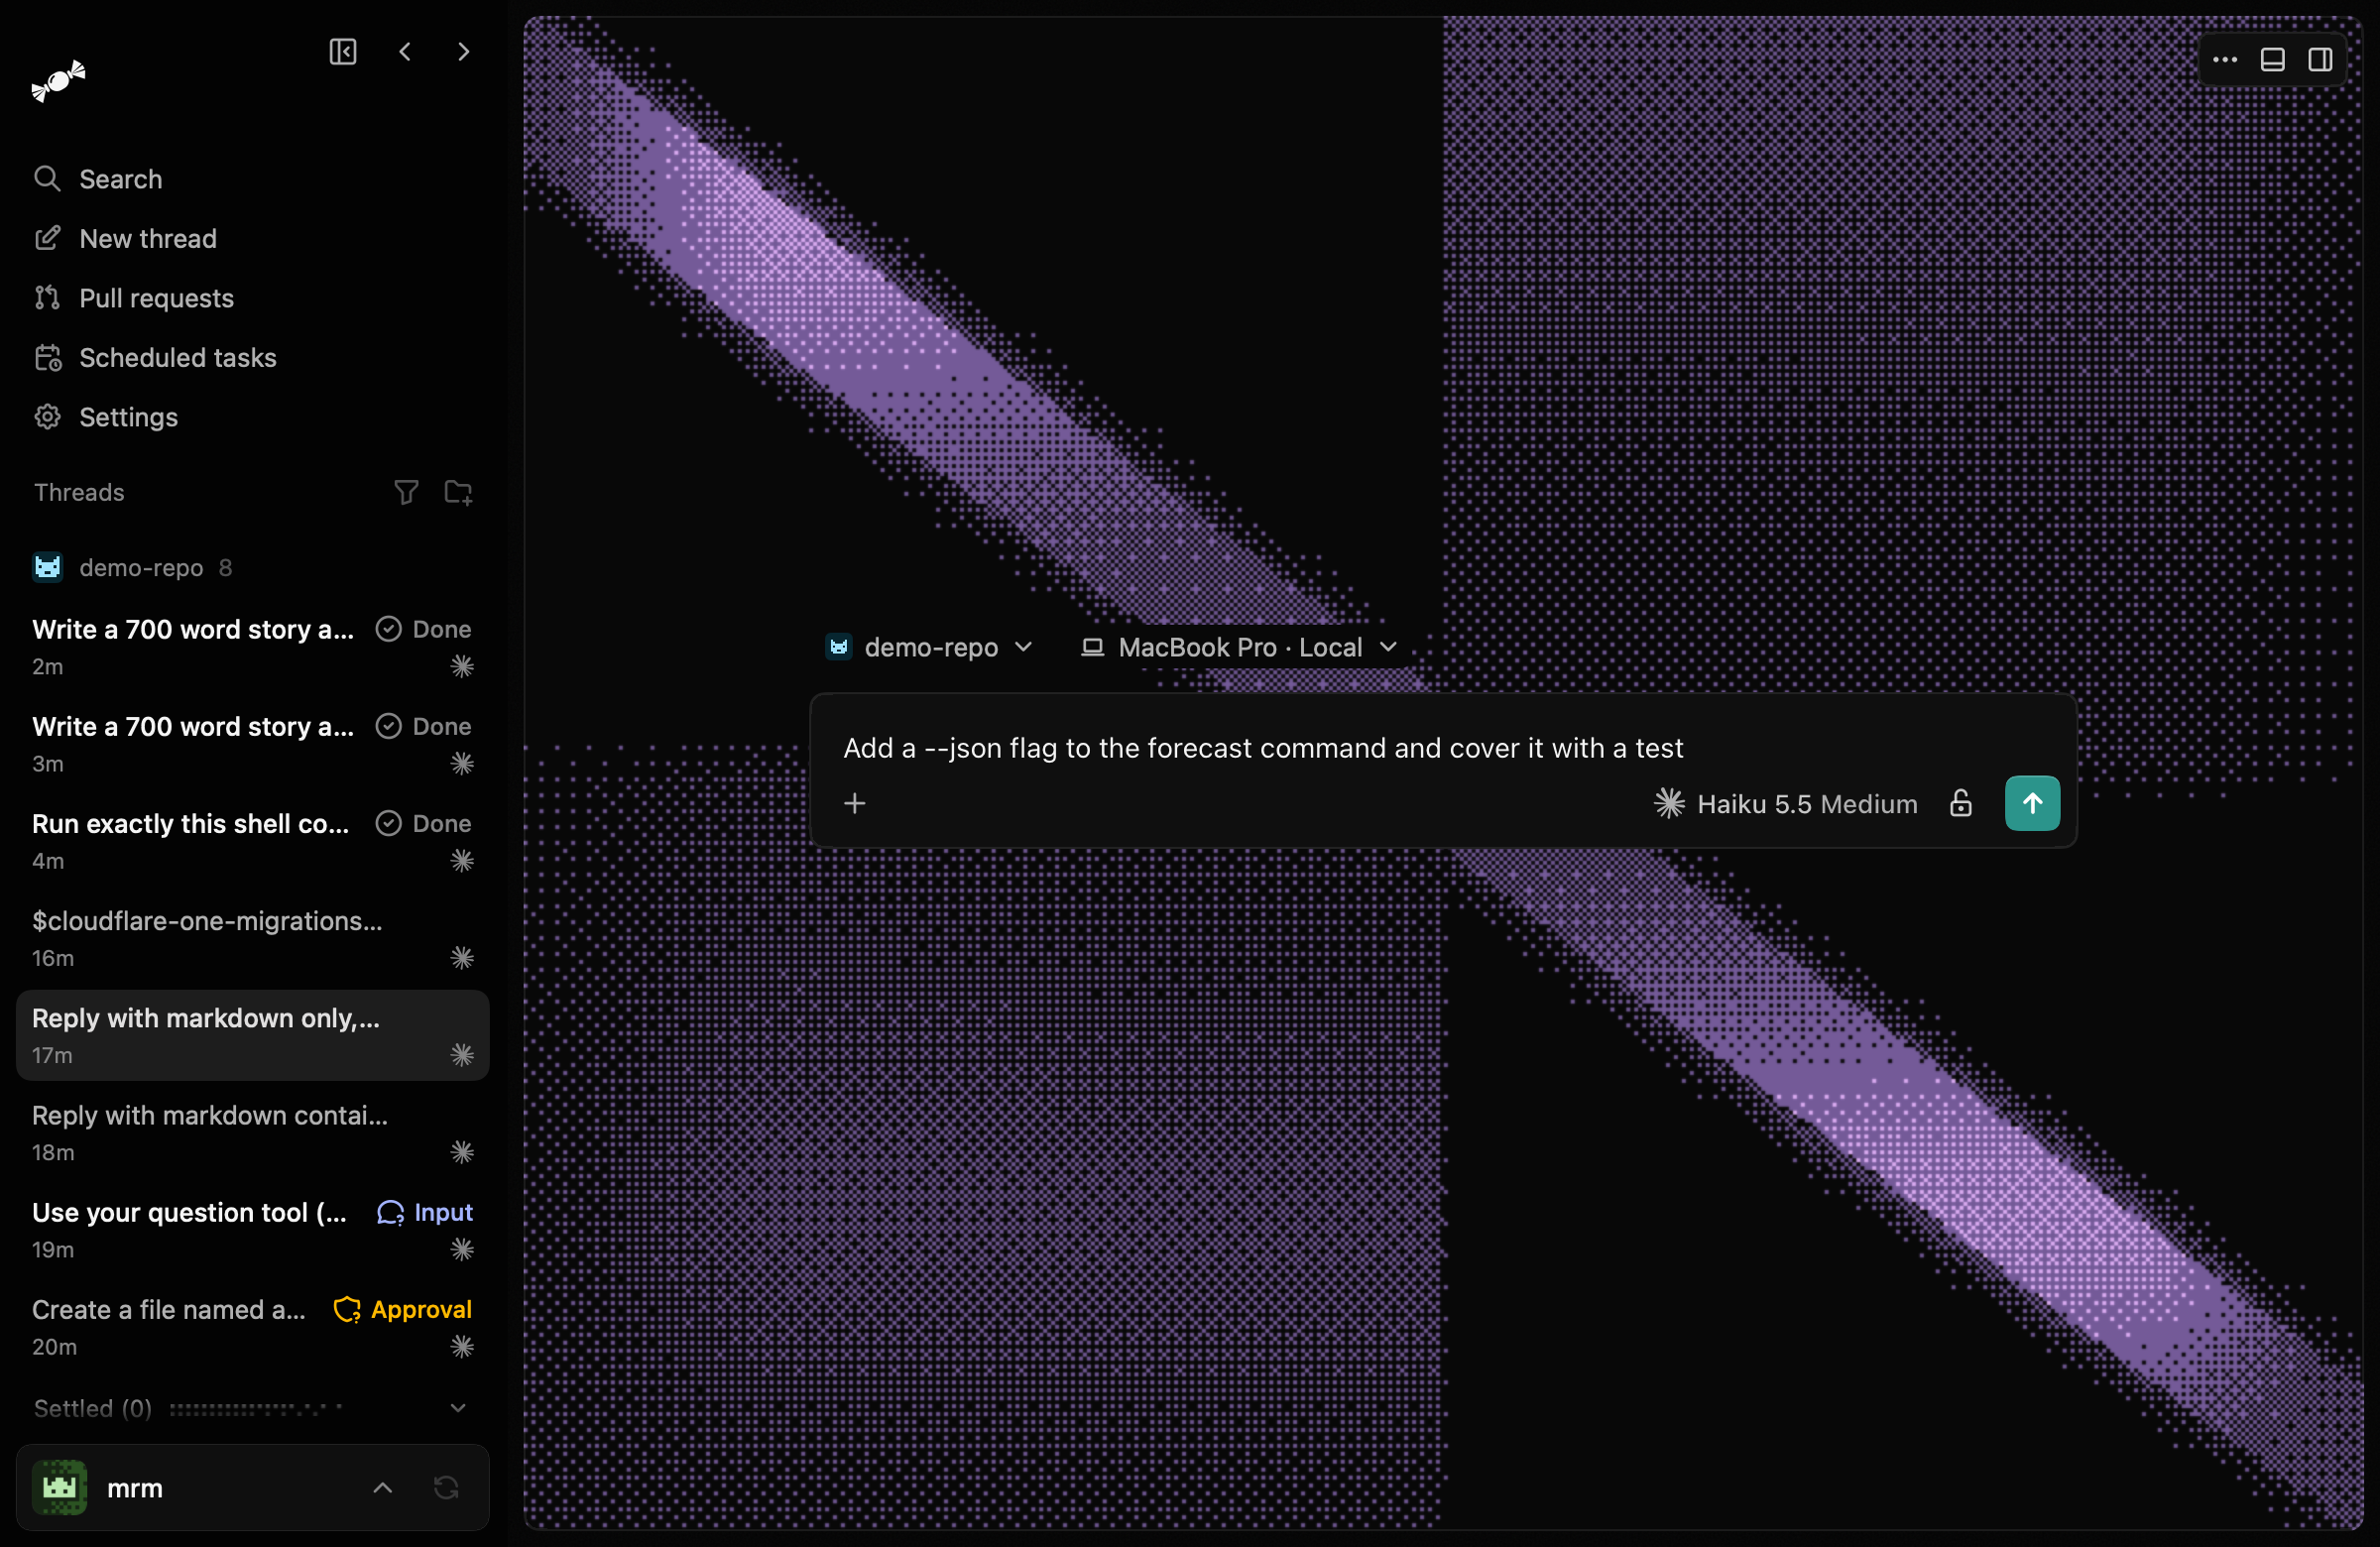 Search
New thread
Pull requests
Scheduled tasks
Settings
Threads
demo-repo 8
Write a 700 word story a... Done
2m
Write a 700 word story a... Done
3m
Run exactly this shell co... Done
4m
$cloudflare-one-migrations...
16m
Reply with markdown only,...
17m
Reply with markdown contai...
18m
Use your question tool (... Input
19m
Create a file named a... Approval
20m
Settled (0)
mrm
demo-repo MacBook Pro · Local
Add a --json flag to the forecast command and cover it with a test
Haiku 5.5 Medium